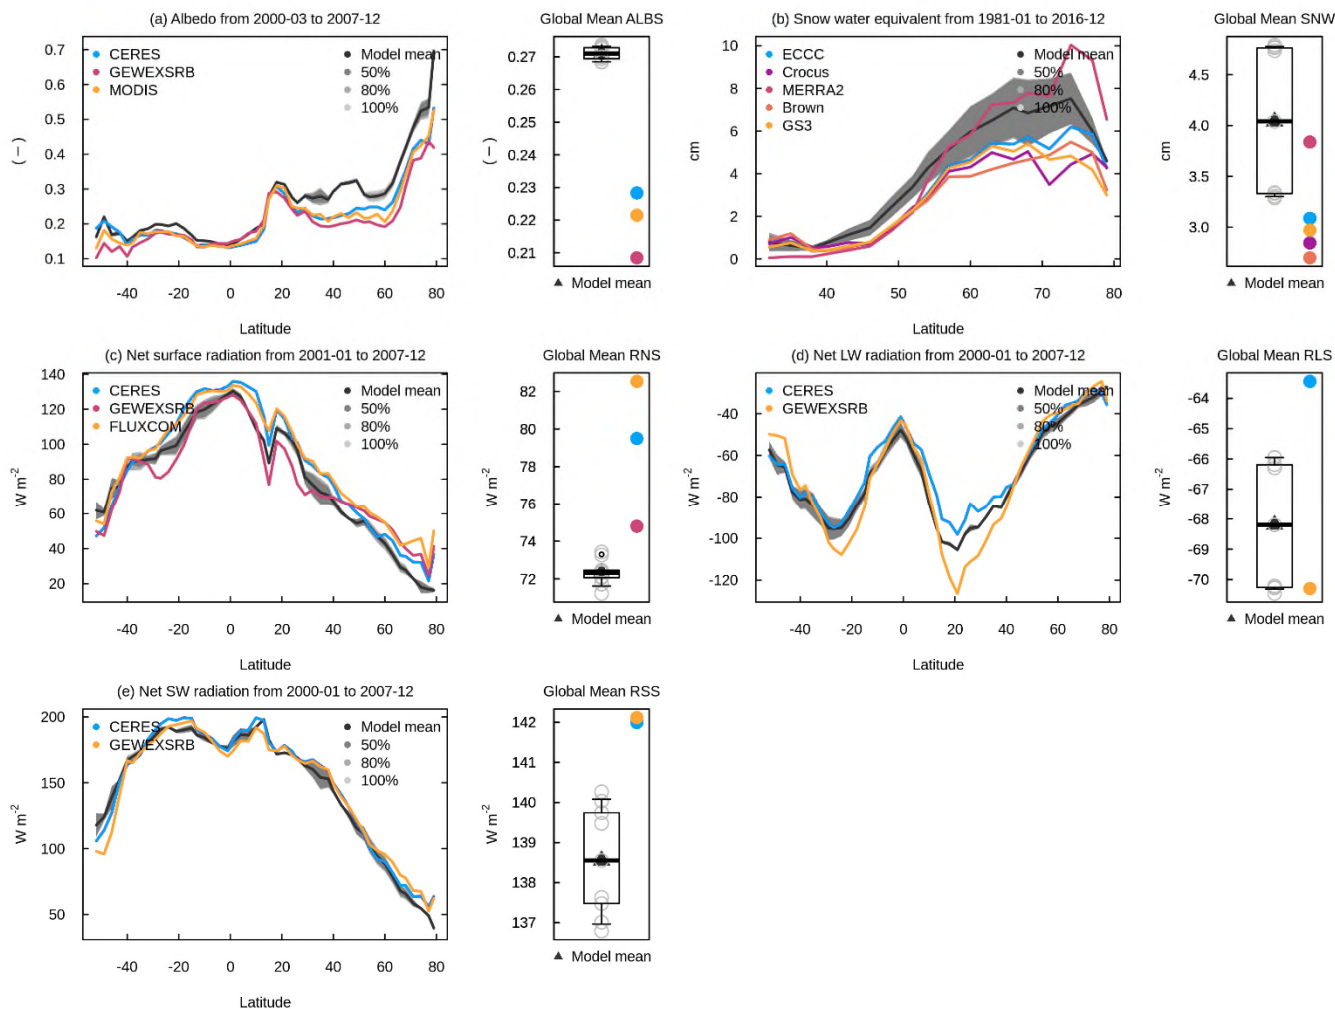 (a) Albedo from 2000-03 to 2007-12
Global Mean ALBS
0.7
0.6
0.5
0.4
0.3
0.2
0.1
( – )
CERES
GEWEXSRB
MODIS
Model mean
50%
80%
100%
-40
-20
0
20
40
60
80
Latitude
0.27
0.26
0.25
0.24
0.23
0.22
0.21
( – )
▲ Model mean
(b) Snow water equivalent from 1981-01 to 2016-12
Global Mean SNW
10
8
6
4
2
0
cm
ECCC
Crocus
MERRA2
Brown
GS3
Model mean
50%
80%
100%
40
50
60
70
80
Latitude
4.5
4.0
3.5
3.0
cm
▲ Model mean
(c) Net surface radiation from 2001-01 to 2007-12
Global Mean RNS
140
120
100
80
60
40
20
W m-2
CERES
GEWEXSRB
FLUXCOM
Model mean
50%
80%
100%
-40
-20
0
20
40
60
80
Latitude
82
80
78
76
74
72
W m-2
▲ Model mean
(d) Net LW radiation from 2000-01 to 2007-12
Global Mean RLS
-40
-60
-80
-100
-120
W m-2
CERES
GEWEXSRB
Model mean
50%
80%
100%
-40
-20
0
20
40
60
80
Latitude
-64
-65
-66
-68
-69
-70
W m-2
▲ Model mean
(e) Net SW radiation from 2000-01 to 2007-12
Global Mean RSS
200
150
100
50
W m-2
CERES
GEWEXSRB
Model mean
50%
80%
100%
-40
-20
0
20
40
60
80
Latitude
142
141
140
139
138
137
W m-2
▲ Model mean